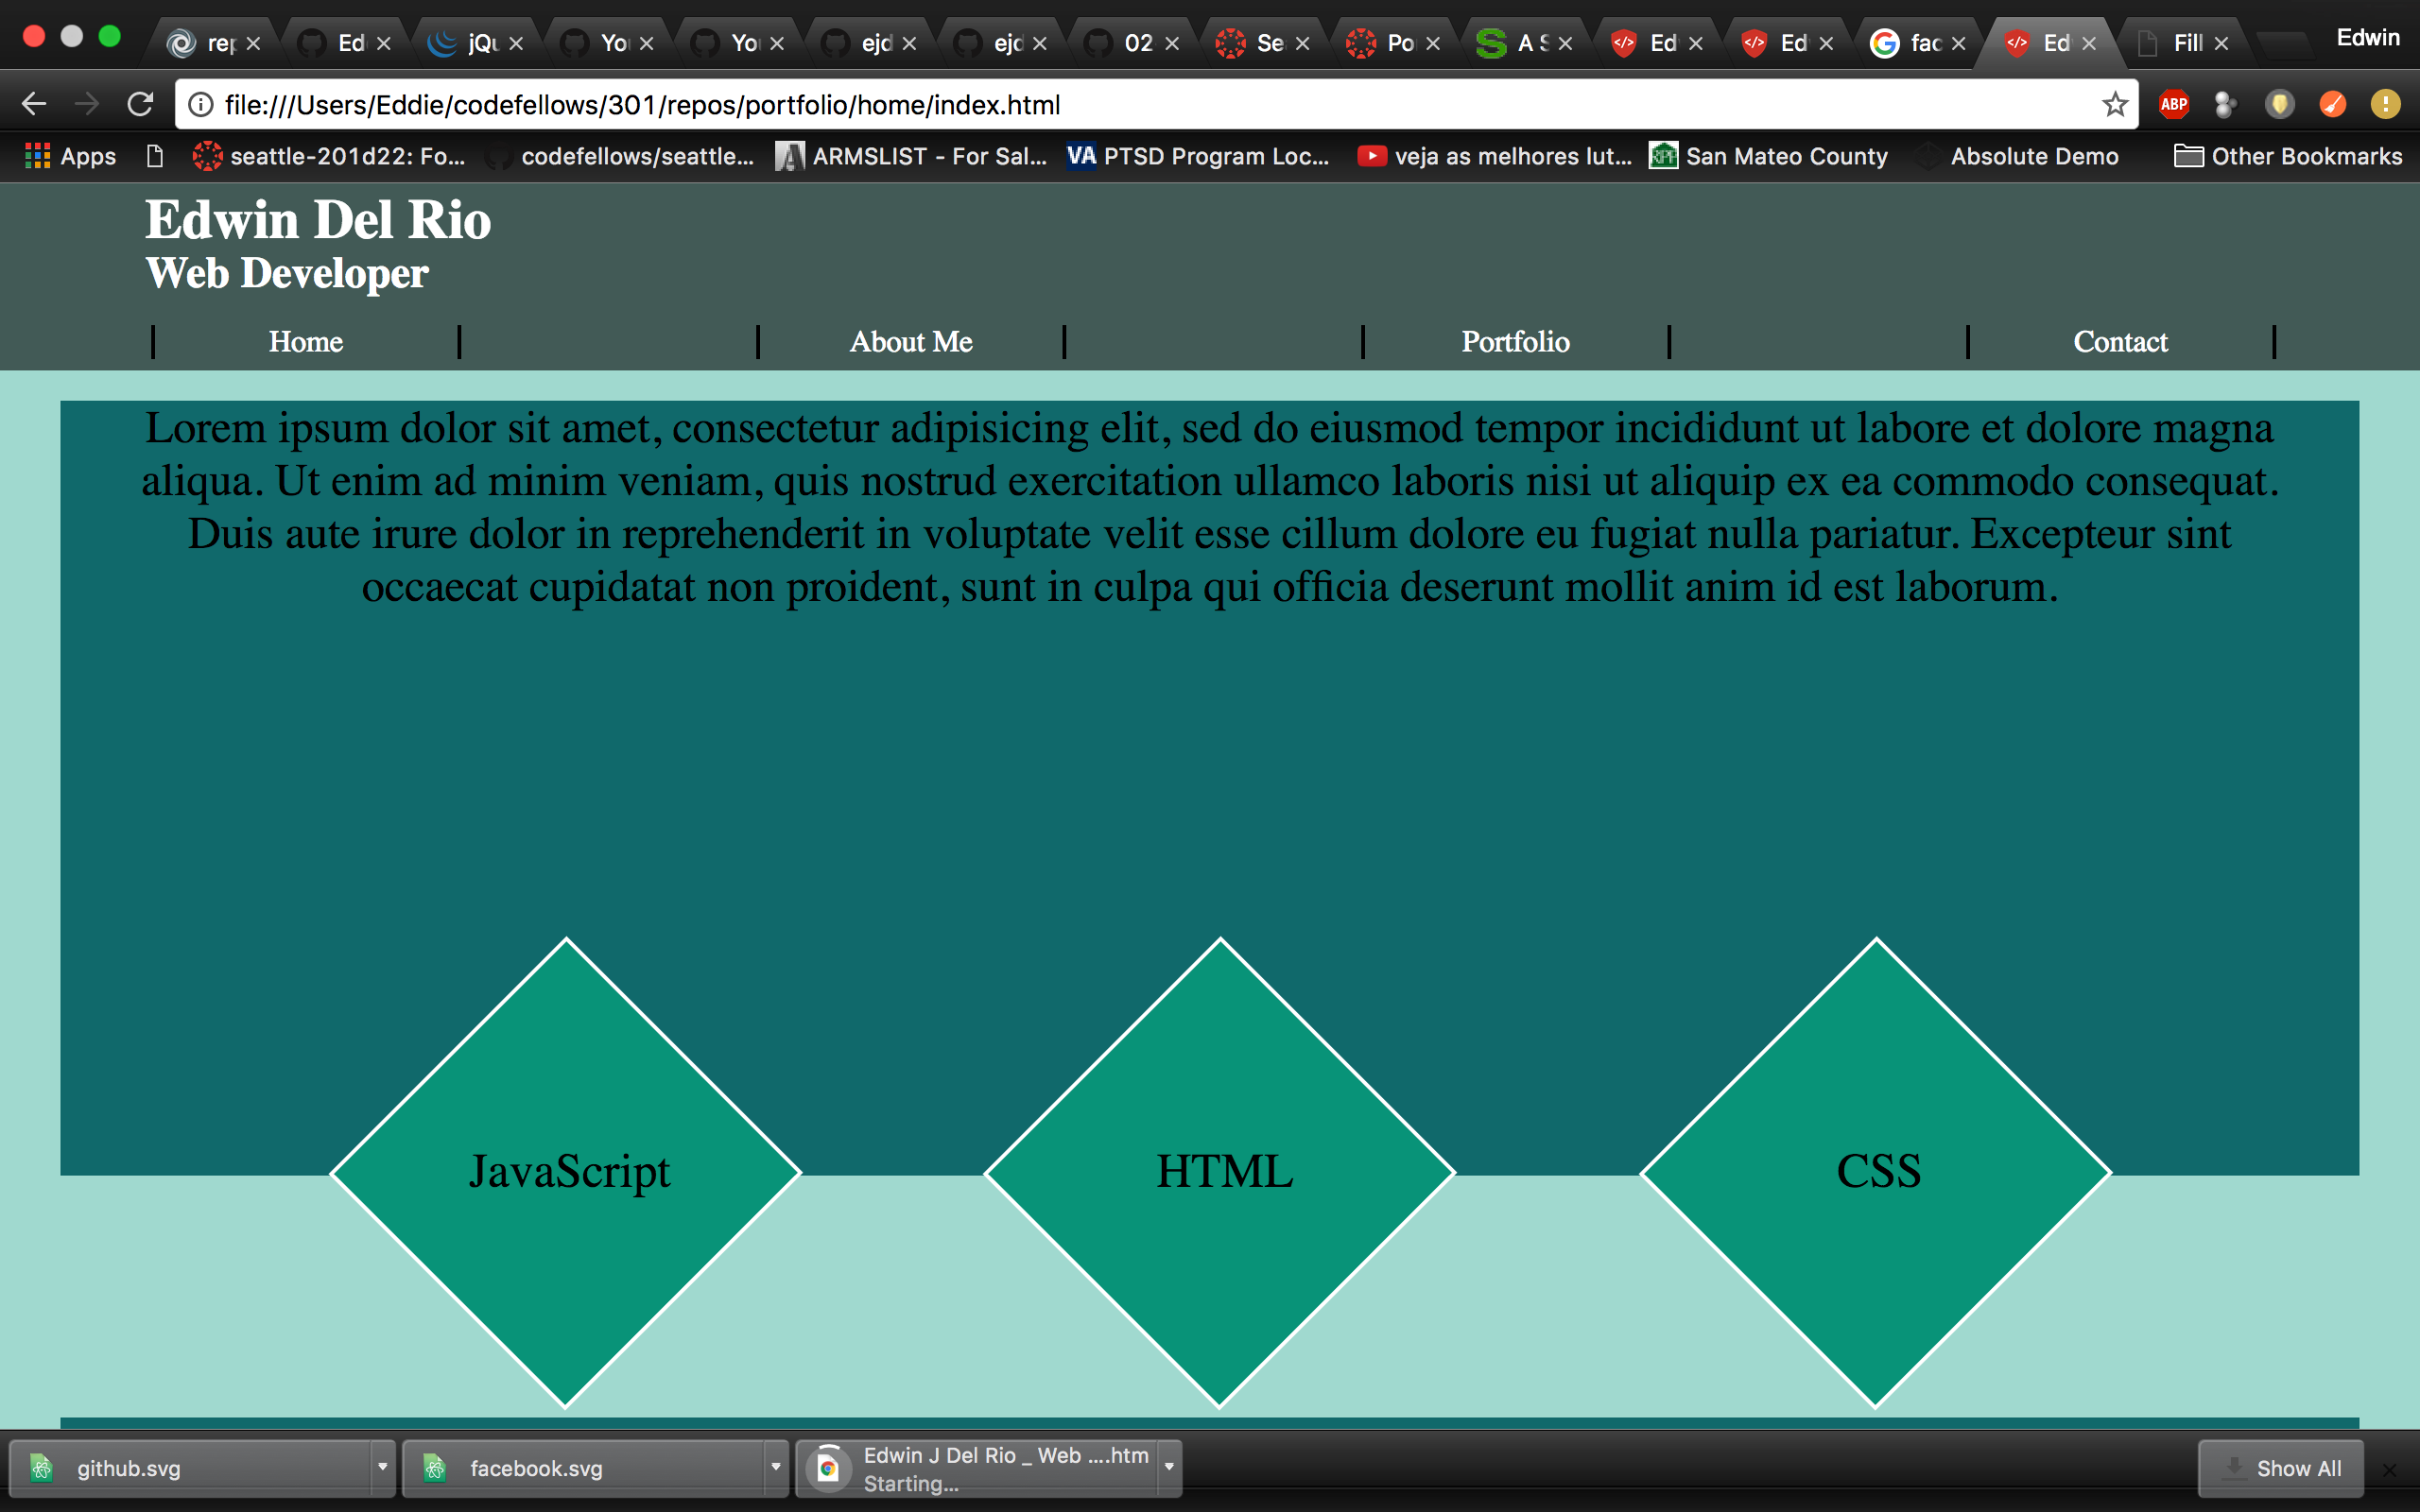 rep Ed jQu You You ejd ejd 02 Se Po A S Ed Ed fac Ed Fill Edwin
file:///Users/Eddie/codefellows/301/repos/portfolio/home/index.html ABP
Apps seattle-201d22: Fo... codefellows/seattle... ARMSLIST - For Sal... VA PTSD Program Loc... veja as melhores lut... RPP San Mateo County Absolute Demo Other Bookmarks
Edwin Del Rio
Web Developer
Home About Me Portfolio Contact
Lorem ipsum dolor sit amet, consectetur adipisicing elit, sed do eiusmod tempor incididunt ut labore et dolore magna
aliqua. Ut enim ad minim veniam, quis nostrud exercitation ullamco laboris nisi ut aliquip ex ea commodo consequat.
Duis aute irure dolor in reprehenderit in voluptate velit esse cillum dolore eu fugiat nulla pariatur. Excepteur sint
occaecat cupidatat non proident, sunt in culpa qui officia deserunt mollit anim id est laborum.
JavaScript HTML CSS
github.svg facebook.svg Edwin J Del Rio _ Web ....htm Show All
Starting...